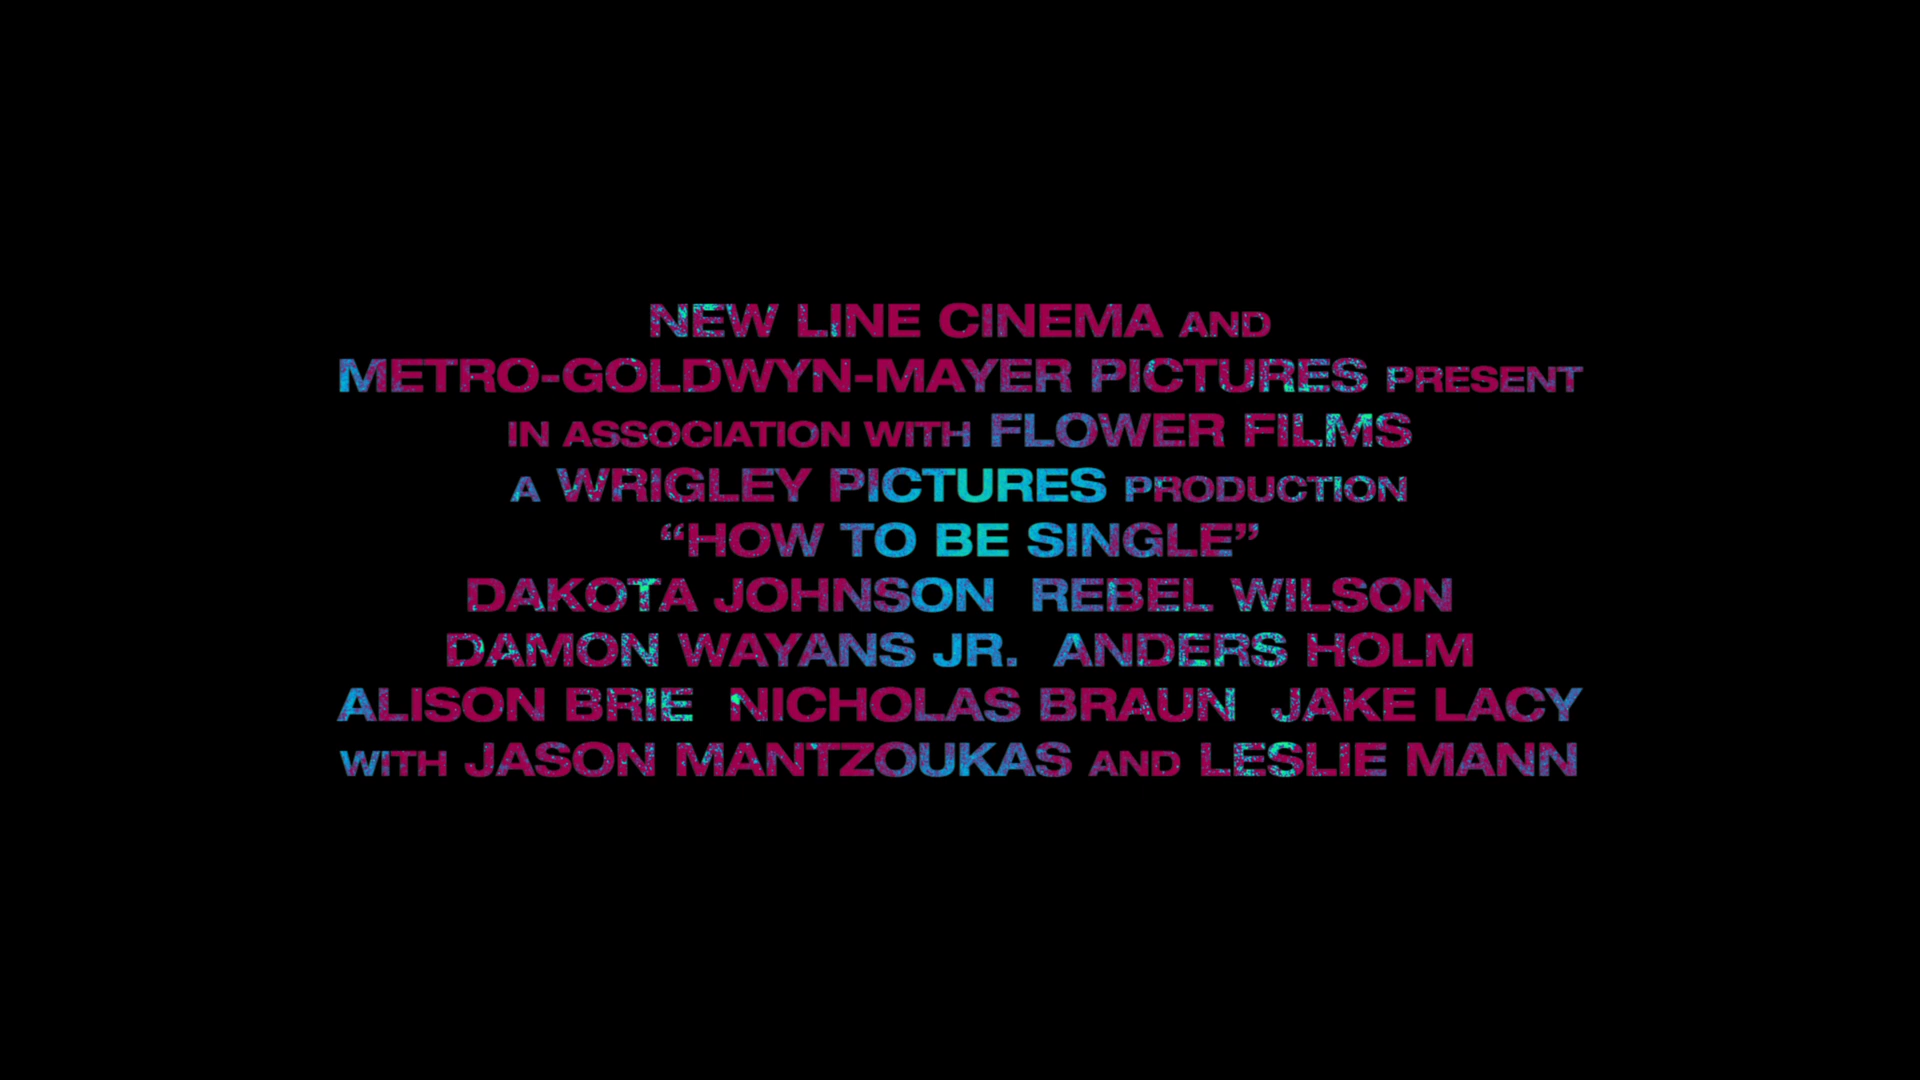 NEW LINE CINEMA AND
METRO-GOLDWYN-MAYER PICTURES PRESENT
IN ASSOCIATION WITH FLOWER FILMS
A WRIGLEY PICTURES PRODUCTION
“HOW TO BE SINGLE”
DAKOTA JOHNSON REBEL WILSON
DAMON WAYANS JR. ANDERS HOLM
ALISON BRIE NICHOLAS BRAUN JAKE LACY
WITH JASON MANTZOUKAS AND LESLIE MANN